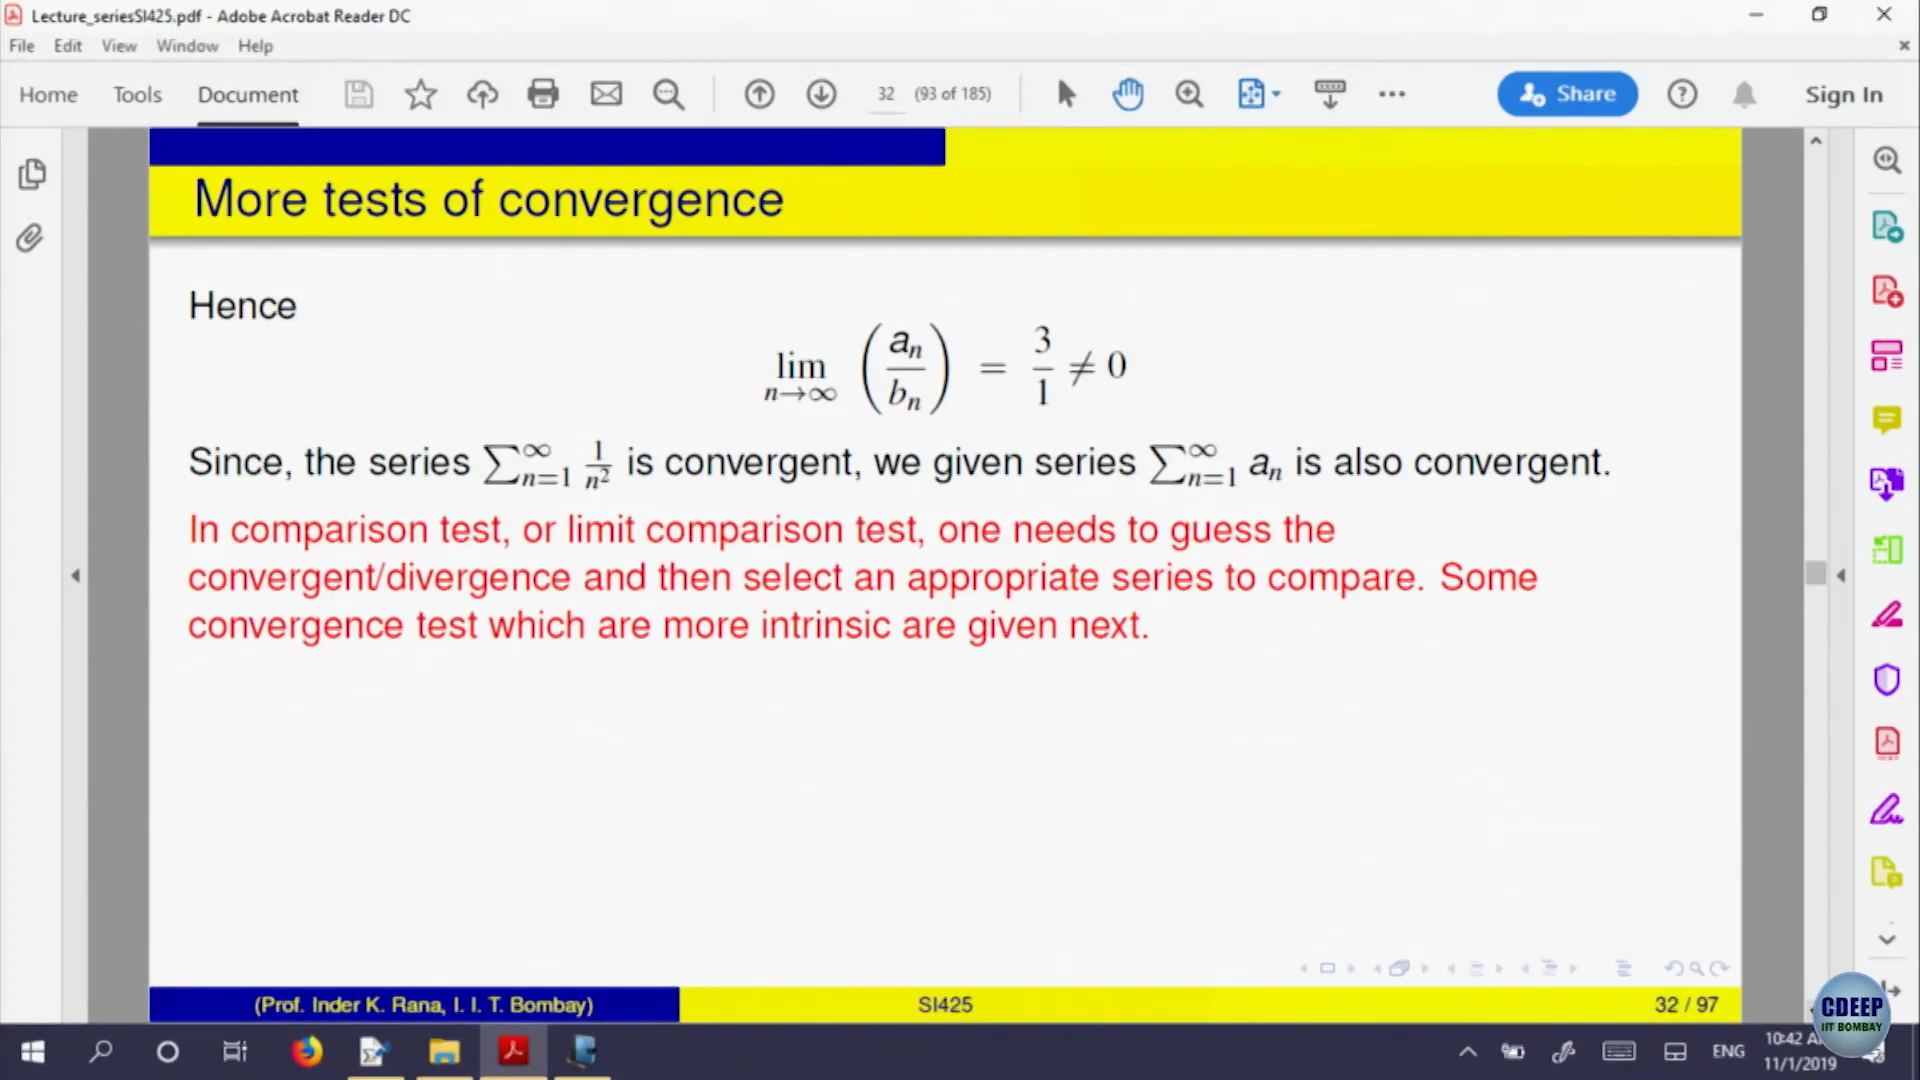 Lecture_seriesSI425.pdf - Adobe Acrobat Reader DC
File Edit View Window Help
Home Tools Document 32 (93 of 185) Share Sign In
More tests of convergence
Hence
lim n→∞ (a_n / b_n) = 3/1 ≠ 0
Since, the series ∑_{n=1}^∞ 1/n² is convergent, we given series ∑_{n=1}^∞ a_n is also convergent.
In comparison test, or limit comparison test, one needs to guess the
convergent/divergence and then select an appropriate series to compare. Some
convergence test which are more intrinsic are given next.
(Prof. Inder K. Rana, I. I. T. Bombay) SI425 32 / 97
CDEEP
IIT BOMBAY
ENG 10:42
11/1/2019